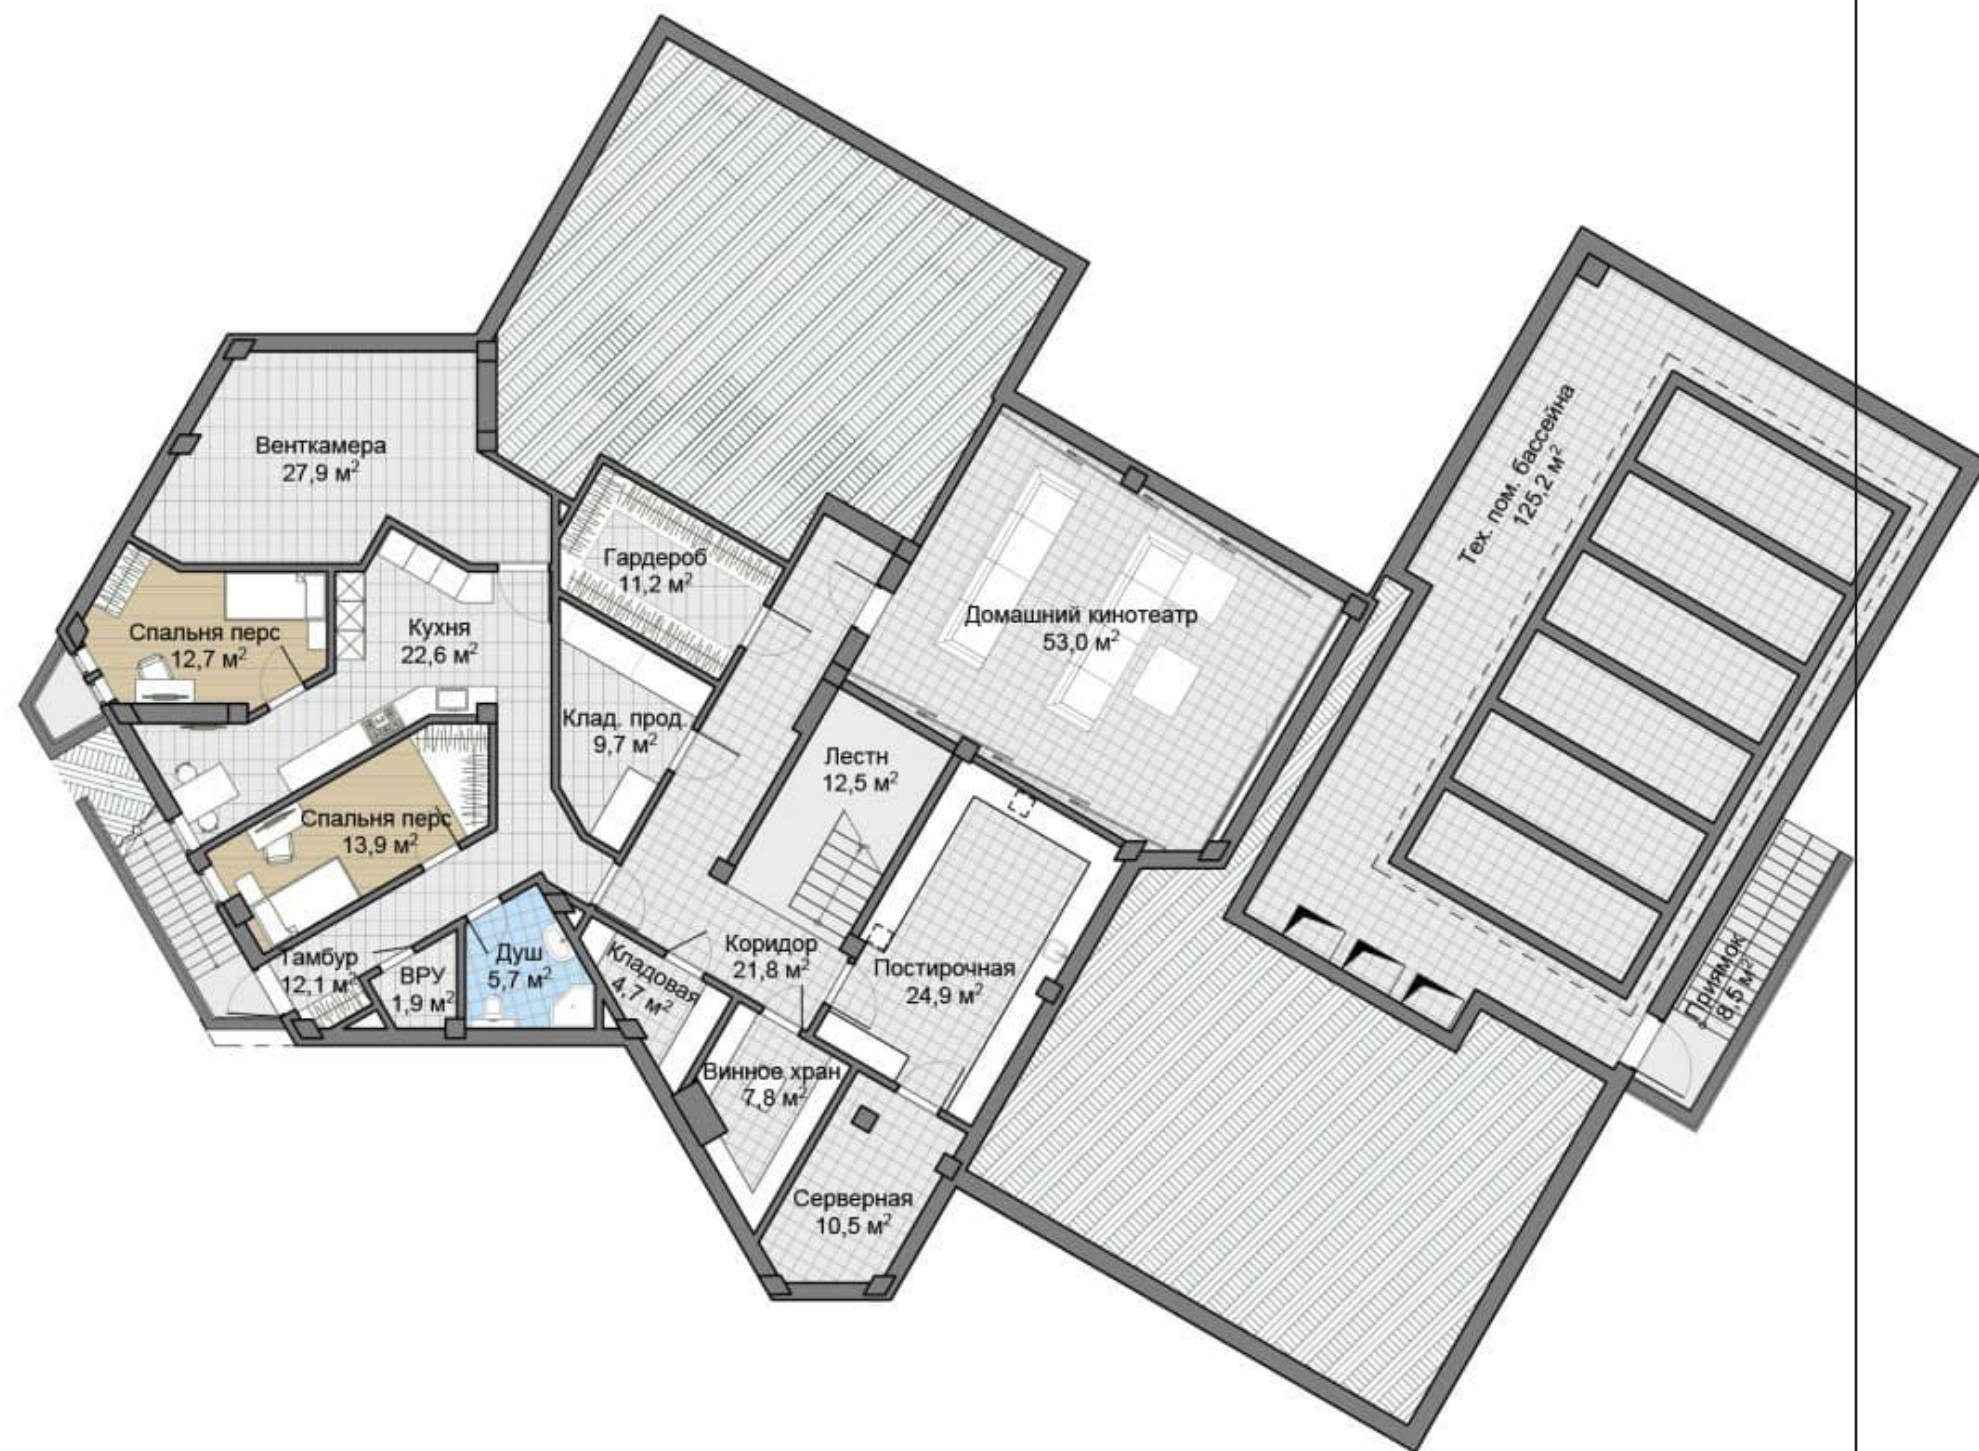 Венткамера
27,9 м²
Гардероб
11,2 м²
Спальня перс
12,7 м²
Кухня
22,6 м²
Домашний кинотеатр
53,0 м²
Тех. пом. бассейна
125,2 м²
Клад. прод.
9,7 м²
Лестн
12,5 м²
Спальня перс
13,9 м²
Тамбур
12,1 м²
ВРУ
1,9 м²
Душ
5,7 м²
Кладовая
4,7 м²
Коридор
21,8 м²
Постирочная
24,9 м²
Приямок
8,5 м²
Винное хран
7,8 м²
Серверная
10,5 м²